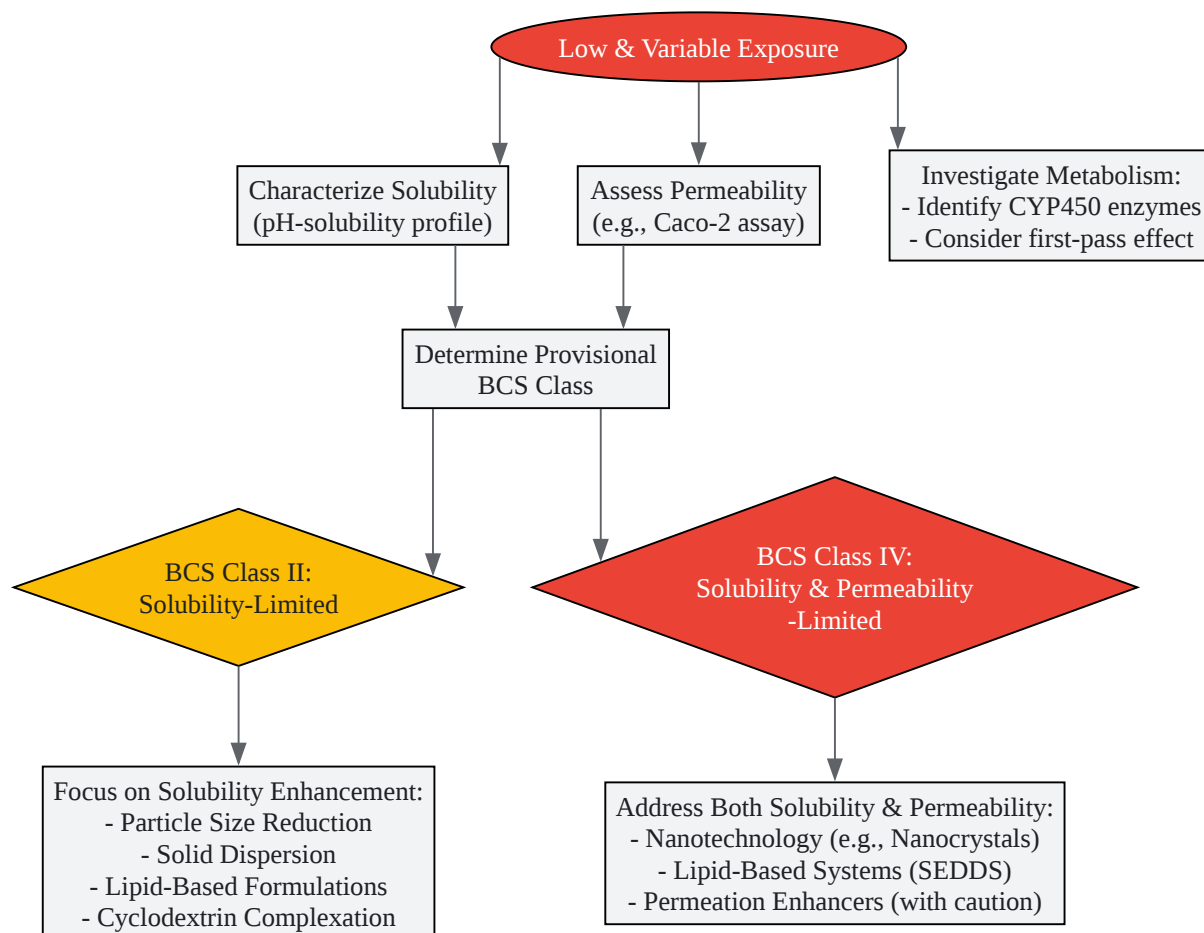 Low & Variable Exposure
Characterize Solubility
(pH-solubility profile)
Assess Permeability
(e.g., Caco-2 assay)
Investigate Metabolism:
- Identify CYP450 enzymes
- Consider first-pass effect
Determine Provisional
BCS Class
BCS Class II:
Solubility-Limited
BCS Class IV:
Solubility & Permeability
-Limited
Focus on Solubility Enhancement:
- Particle Size Reduction
- Solid Dispersion
- Lipid-Based Formulations
- Cyclodextrin Complexation
Address Both Solubility & Permeability:
- Nanotechnology (e.g., Nanocrystals)
- Lipid-Based Systems (SEDDS)
- Permeation Enhancers (with caution)